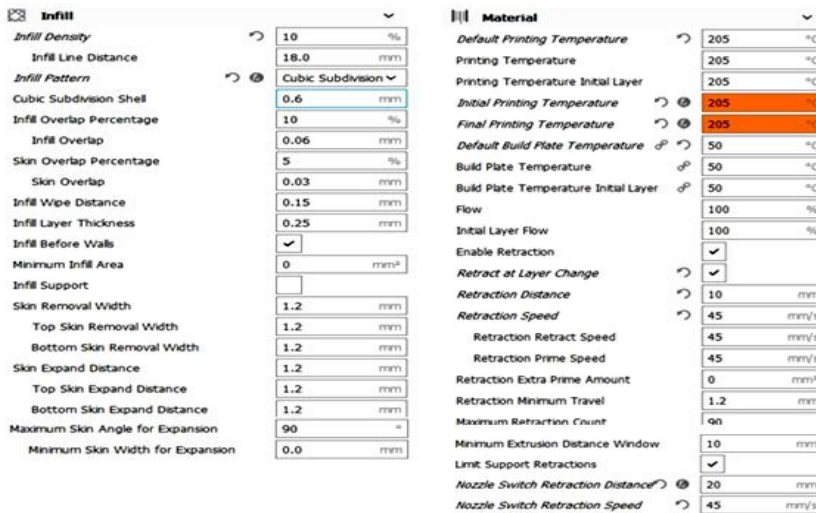 Infill
Infill Density 10 %
Infill Line Distance 18.0 mm
Infill Pattern Cubic Subdivision
Cubic Subdivision Shell 0.6 mm
Infill Overlap Percentage 10 %
Infill Overlap 0.06 mm
Skin Overlap Percentage 5 %
Skin Overlap 0.03 mm
Infill Wipe Distance 0.15 mm
Infill Layer Thickness 0.25 mm
Infill Before Walls
Minimum Infill Area 0 mm²
Infill Support
Skin Removal Width 1.2 mm
Top Skin Removal Width 1.2 mm
Bottom Skin Removal Width 1.2 mm
Skin Expand Distance 1.2 mm
Top Skin Expand Distance 1.2 mm
Bottom Skin Expand Distance 1.2 mm
Maximum Skin Angle for Expansion 90 °
Minimum Skin Width for Expansion 0.0 mm
Material
Default Printing Temperature 205 °C
Printing Temperature 205 °C
Printing Temperature Initial Layer 205 °C
Initial Printing Temperature 205 °C
Final Printing Temperature 205 °C
Default Build Plate Temperature 50 °C
Build Plate Temperature 50 °C
Build Plate Temperature Initial Layer 50 °C
Flow 100 %
Initial Layer Flow 100 %
Enable Retraction
Retract at Layer Change
Retraction Distance 10 mm
Retraction Speed 45 mm/s
Retraction Retract Speed 45 mm/s
Retraction Prime Speed 45 mm/s
Retraction Extra Prime Amount 0 mm³
Retraction Minimum Travel 1.2 mm
Maximum Retraction Count 90
Minimum Extrusion Distance Window 10 mm
Limit Support Retractions
Nozzle Switch Retraction Distance 20 mm
Nozzle Switch Retraction Speed 45 mm/s